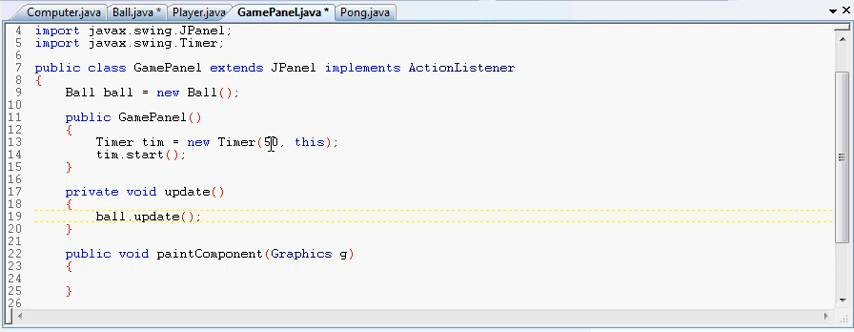 Computer.java Ball.java * Player.java GamePanel.java * Pong.java
4 import javax.swing.JPanel;
5 import javax.swing.Timer;
6
7 public class GamePanel extends JPanel implements ActionListener
8 {
9 Ball ball = new Ball();
10
11 public GamePanel()
12 {
13 Timer tim = new Timer(50, this);
14 tim.start();
15 }
16
17 private void update()
18 {
19 ball.update();
20 }
21
22 public void paintComponent(Graphics g)
23 {
24
25 }
26